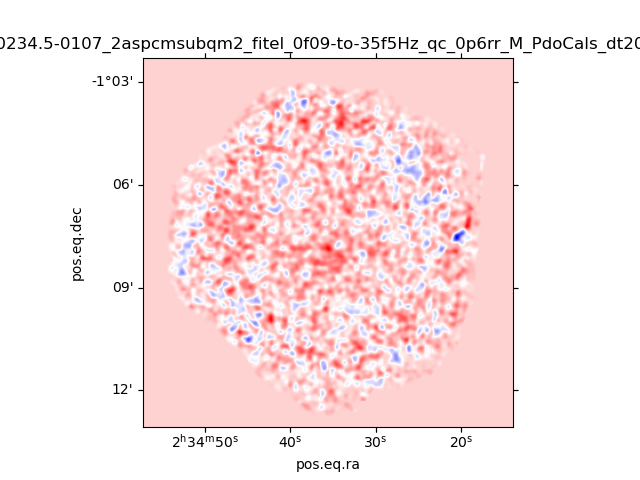 0234.5-0107_2aspcmsubqm2_fitel_0f09-to-35f5Hz_qc_0p6rr_M_PdoCals_dt20
-1°03'
06'
09'
12'
pos.eq.dec
2ʰ34ᵐ50ˢ 40ˢ 30ˢ 20ˢ
pos.eq.ra